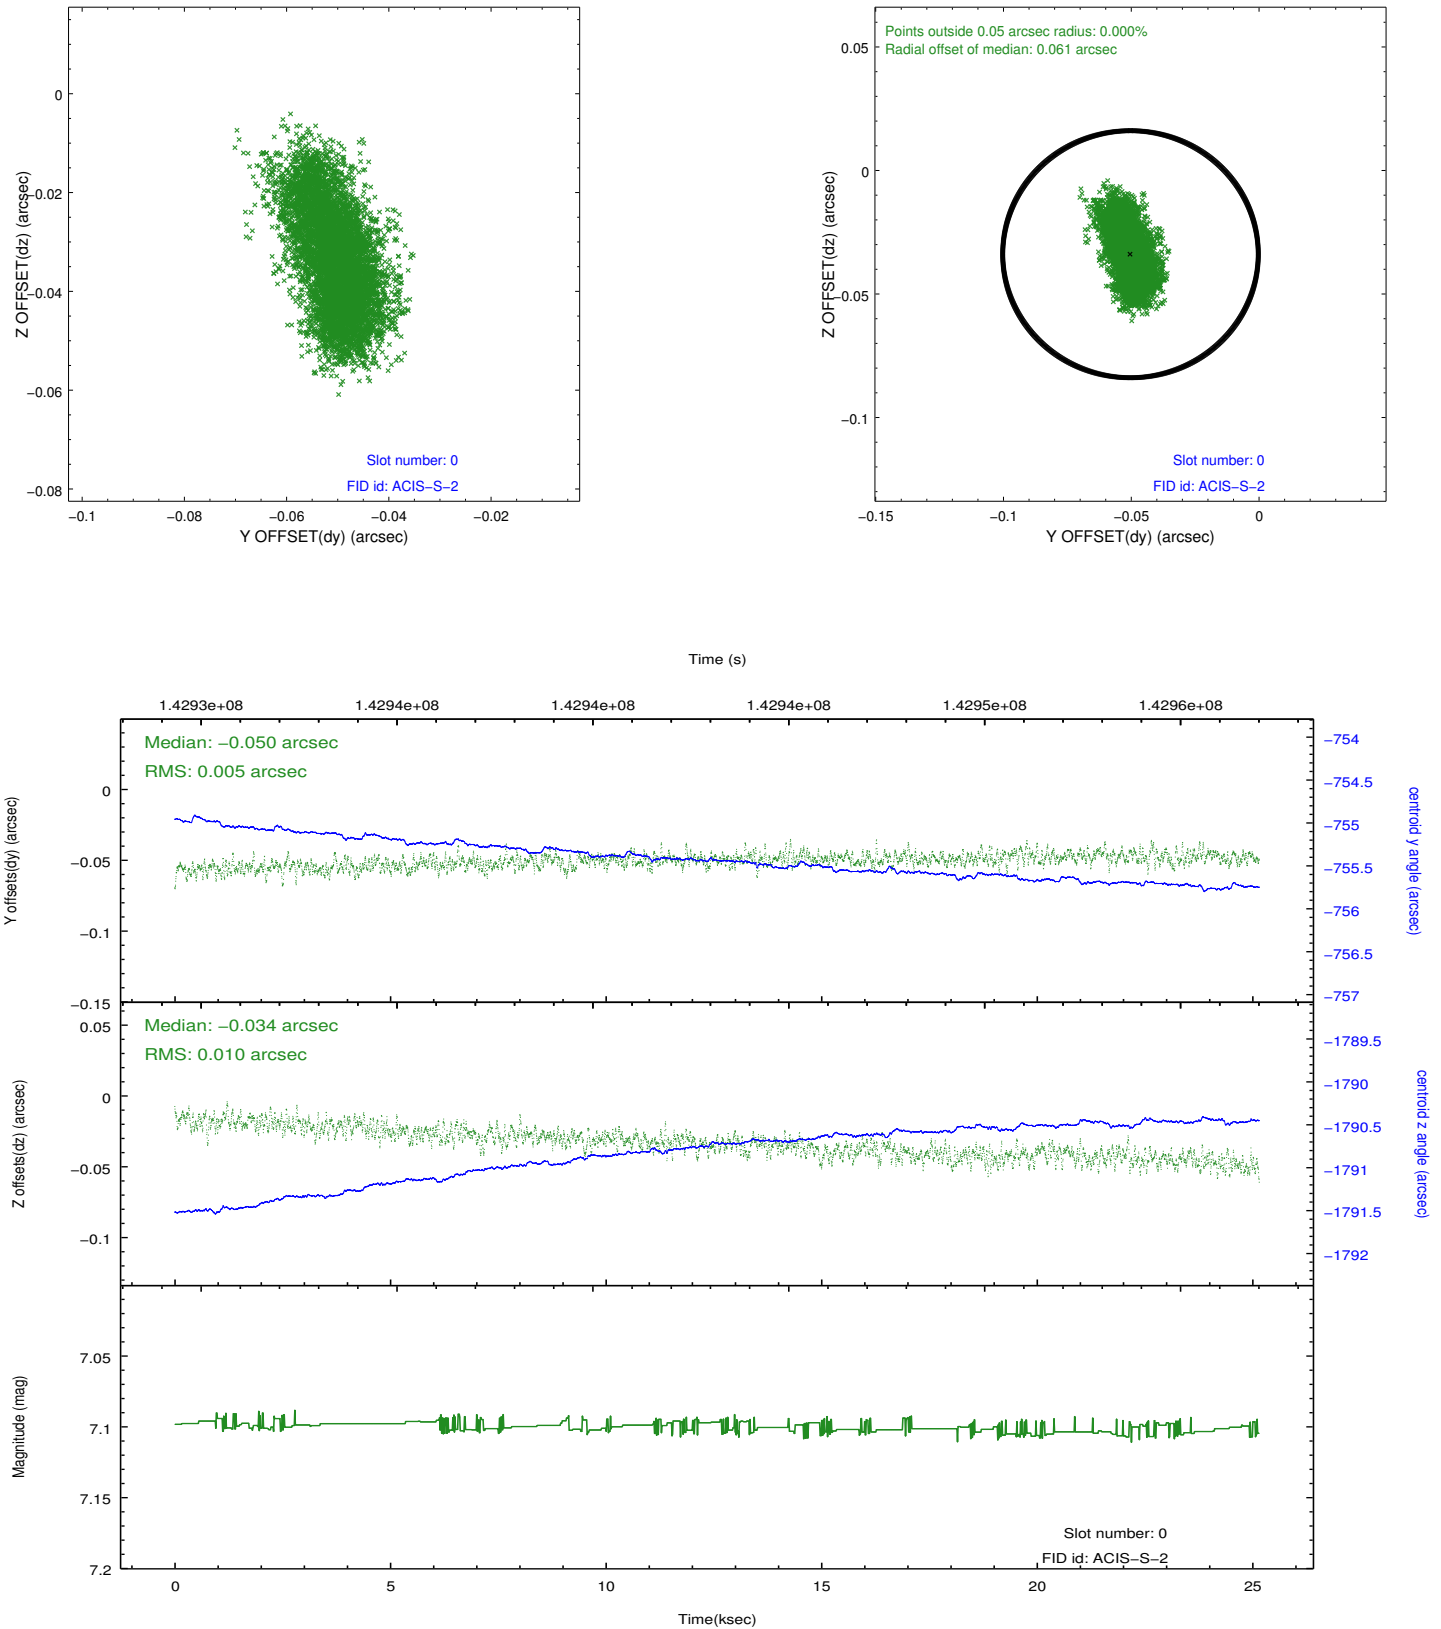 0
−0.02
−0.04
−0.06
−0.08
Z OFFSET(dz) (arcsec)
−0.1
−0.08
−0.06
−0.04
−0.02
Y OFFSET(dy) (arcsec)
Slot number: 0
FID id: ACIS−S−2
Points outside 0.05 arcsec radius: 0.000%
Radial offset of median: 0.061 arcsec
0.05
0
−0.05
−0.1
Z OFFSET(dz) (arcsec)
−0.15
−0.1
−0.05
0
Y OFFSET(dy) (arcsec)
Slot number: 0
FID id: ACIS−S−2
Time (s)
1.4293e+08
1.4294e+08
1.4294e+08
1.4294e+08
1.4295e+08
1.4296e+08
Median: −0.050 arcsec
RMS: 0.005 arcsec
0
−0.05
−0.1
−0.15
Y offsets(dy) (arcsec)
−754
−754.5
−755
−755.5
−756
−756.5
−757
centroid y angle (arcsec)
Median: −0.034 arcsec
RMS: 0.010 arcsec
0.05
0
−0.05
−0.1
Z offsets(dz) (arcsec)
−1789.5
−1790
−1790.5
−1791
−1791.5
−1792
centroid z angle (arcsec)
7.05
7.1
7.15
7.2
Magnitude (mag)
Slot number: 0
FID id: ACIS−S−2
0
5
10
15
20
25
Time(ksec)